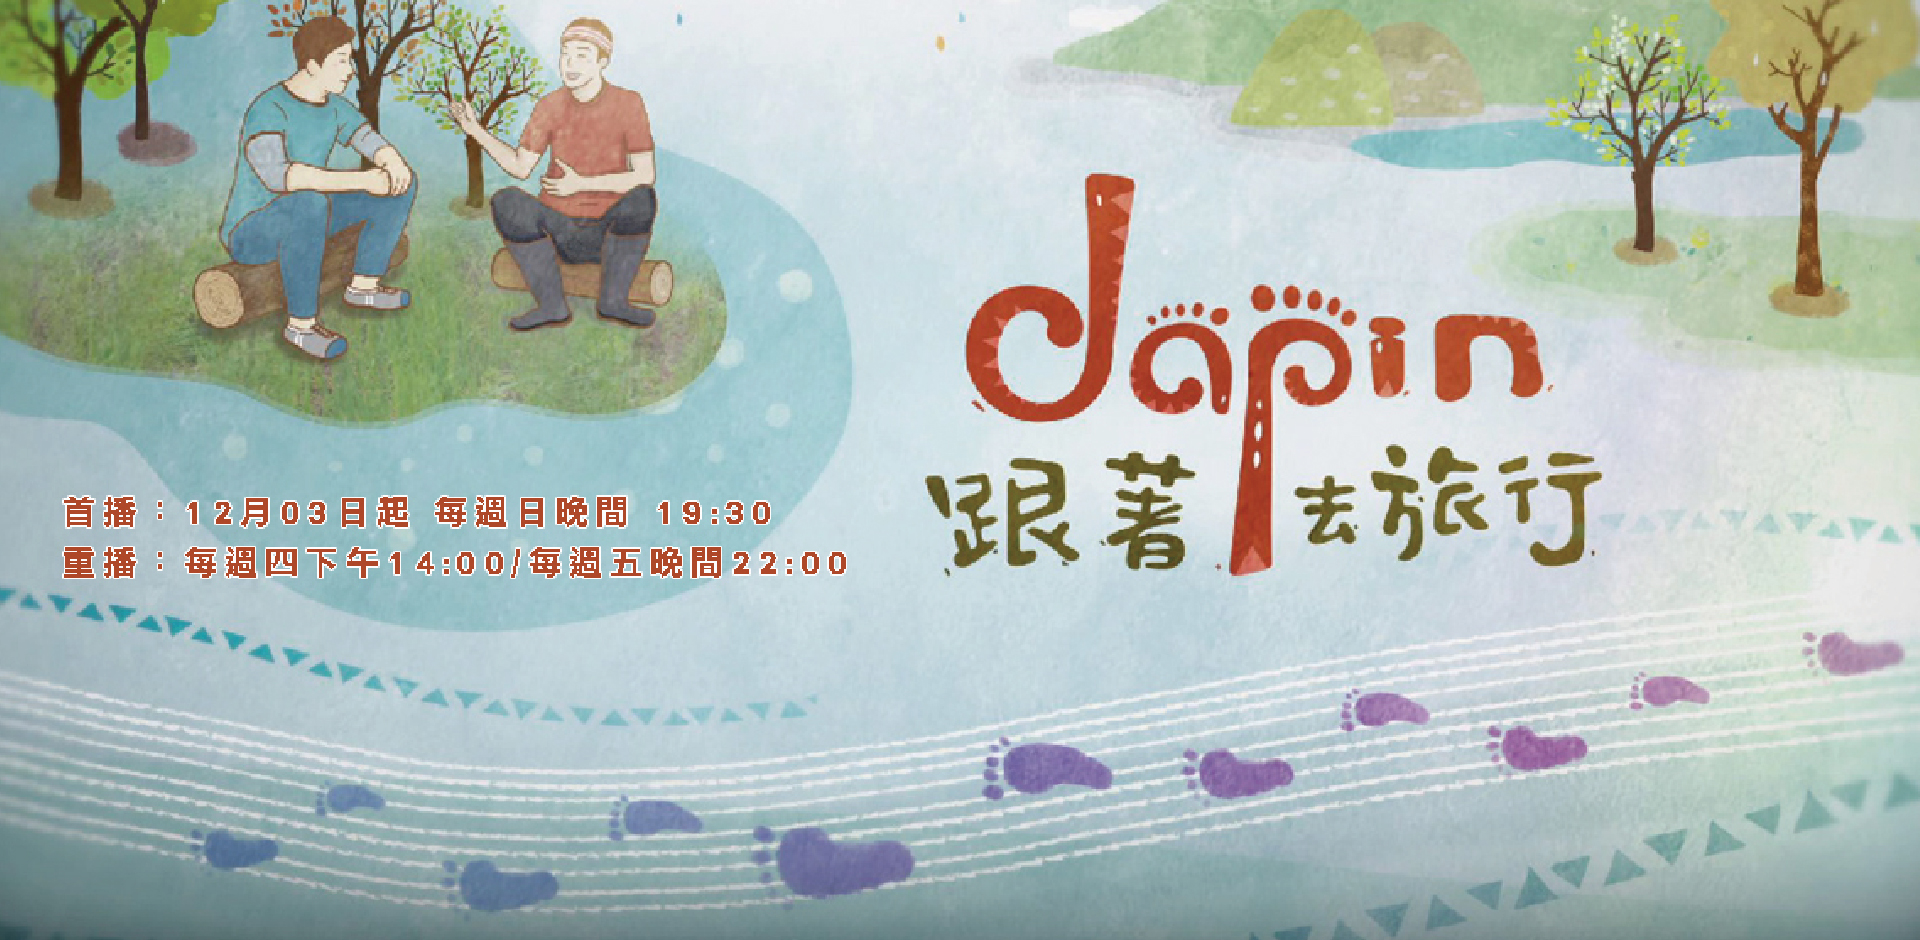 dapin
跟著 去旅行
首播：12月03日起 每週日晚間 19:30
重播：每週四下午14:00/每週五晚間22:00